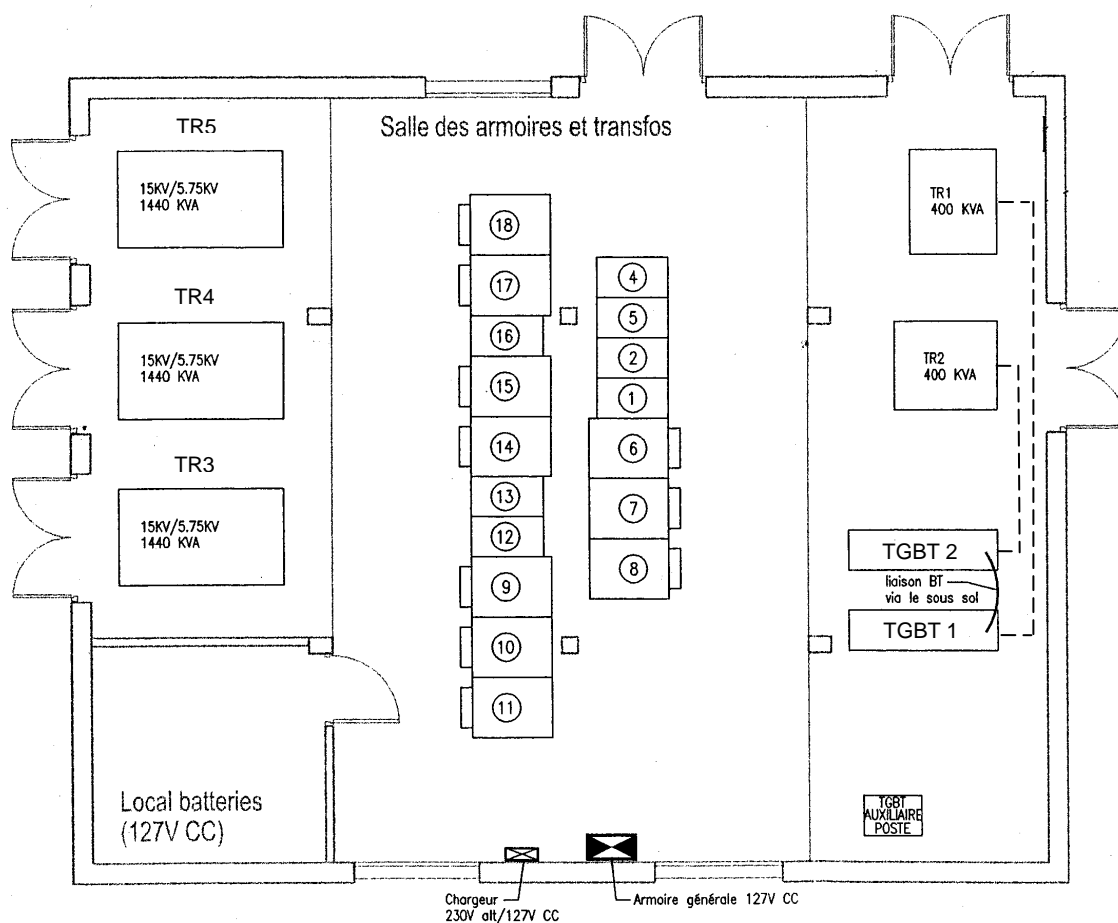 TR5
15KV/5.75KV
1440 KVA
TR4
15KV/5.75KV
1440 KVA
TR3
15KV/5.75KV
1440 KVA
Local batteries
(127V CC)
Salle des armoires et transfos
18
17
16
15
14
13
12
9
10
11
4
5
2
1
6
7
8
TR1
400 KVA
TR2
400 KVA
TGBT 2
liaison BT
via le sous sol
TGBT 1
TGBT
AUXILIAIRE
POSTE
Chargeur
230V alt/127V CC
Armoire générale 127V CC